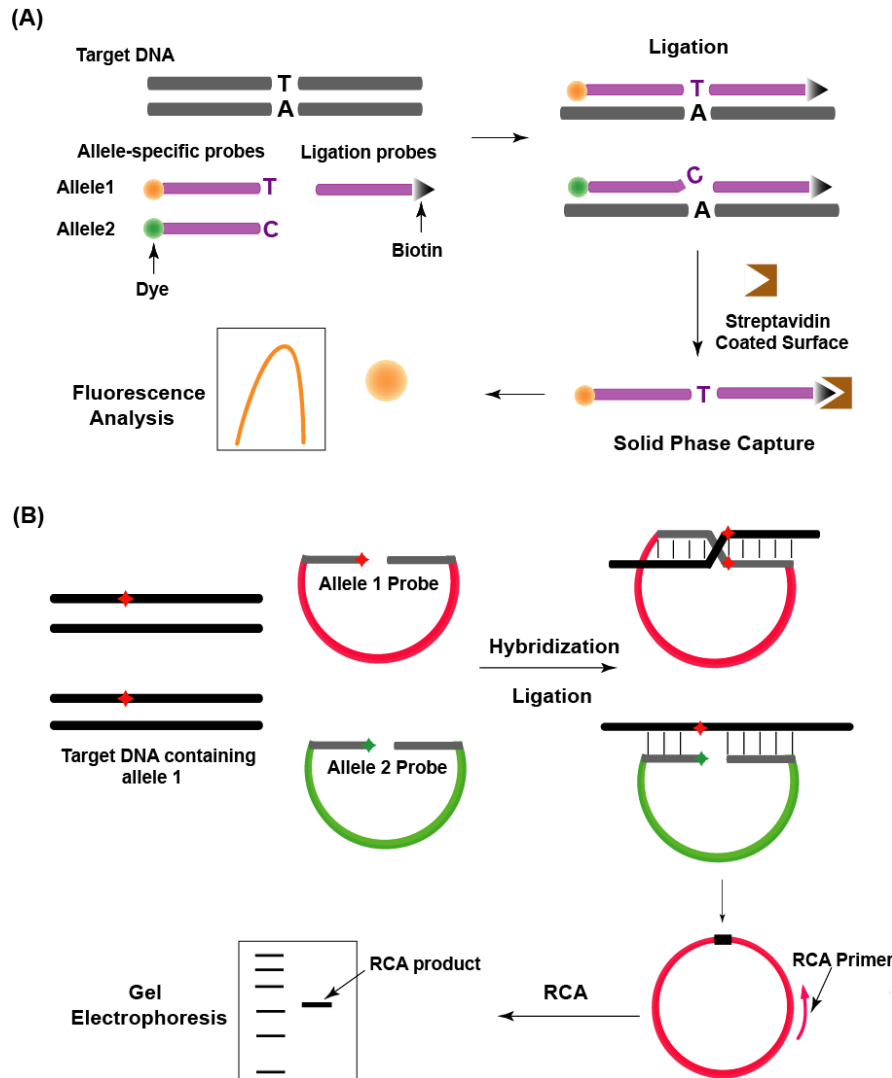 (A)
Target DNA
T
A
Allele-specific probes
Ligation probes
Allele1
T
Allele2
C
Dye
Biotin
Ligation
T
A
C
A
Streptavidin
Coated Surface
T
Solid Phase Capture
Fluorescence
Analysis
(B)
Allele 1 Probe
Hybridization
Ligation
Target DNA containing
allele 1
Allele 2 Probe
RCA Primer
RCA
RCA product
Gel
Electrophoresis